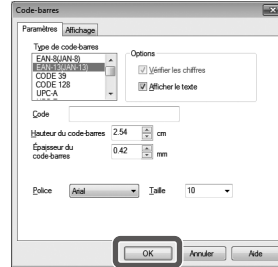 Code-barres
Paramètres Affichage
Type de code-barres
EAN-8(JAN-8)
EAN-13(JAN-13)
CODE 39
CODE 128
UPC-A
Options
Vérifier les chiffres
Afficher le texte
Code
Hauteur du code-barres 2.54 cm
Épaisseur du code-barres 0.42 mm
Police Arial Taille 10
OK Annuler Aide